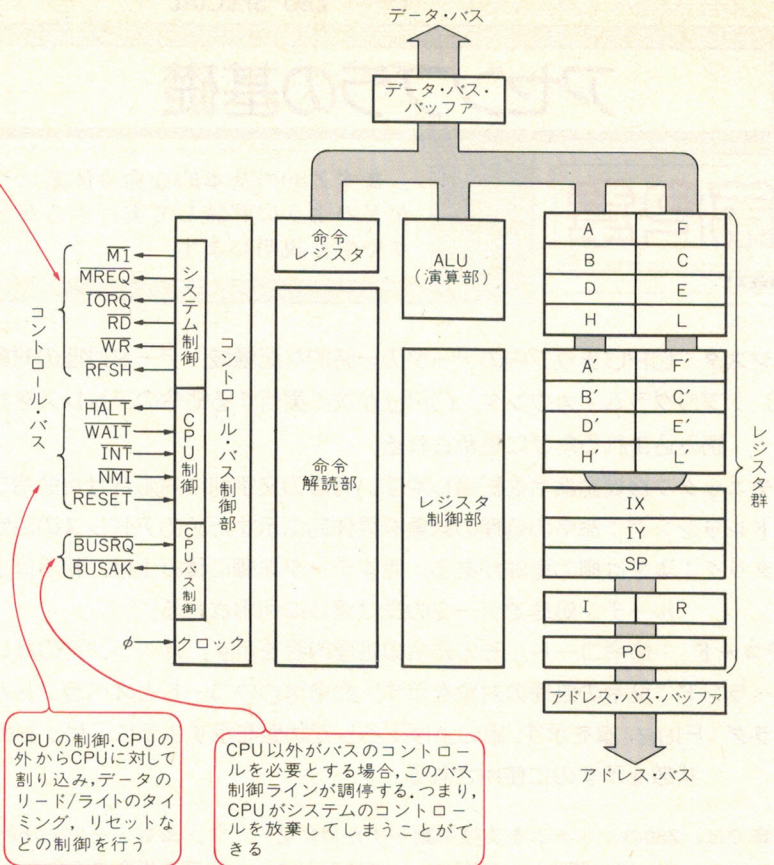 データ・バス
データ・バス・
バッファ
命令
レジスタ
ALU
(演算部)
A F
B C
D E
H L
A′ F′
B′ C′
D′ E′
H′ L′
IX
IY
SP
I R
PC
アドレス・バス・バッファ
アドレス・バス
レジスタ群
命令
解読部
レジスタ
制御部
コントロール・バス
M1
MREQ
IORQ
RD
WR
RFSH
HALT
WAIT
INT
NMI
RESET
BUSRQ
BUSAK
φ
システム制御
CPU制御
CPUバス制御
クロック
コントロール・バス制御部
CPUの制御.CPUの
外からCPUに対して
割り込み,データの
リード/ライトのタイ
ミング,リセットな
どの制御を行う
CPU以外がバスのコントロー
ルを必要とする場合,このバス
制御ラインが調停する.つまり,
CPUがシステムのコントロー
ルを放棄してしまうことがで
きる